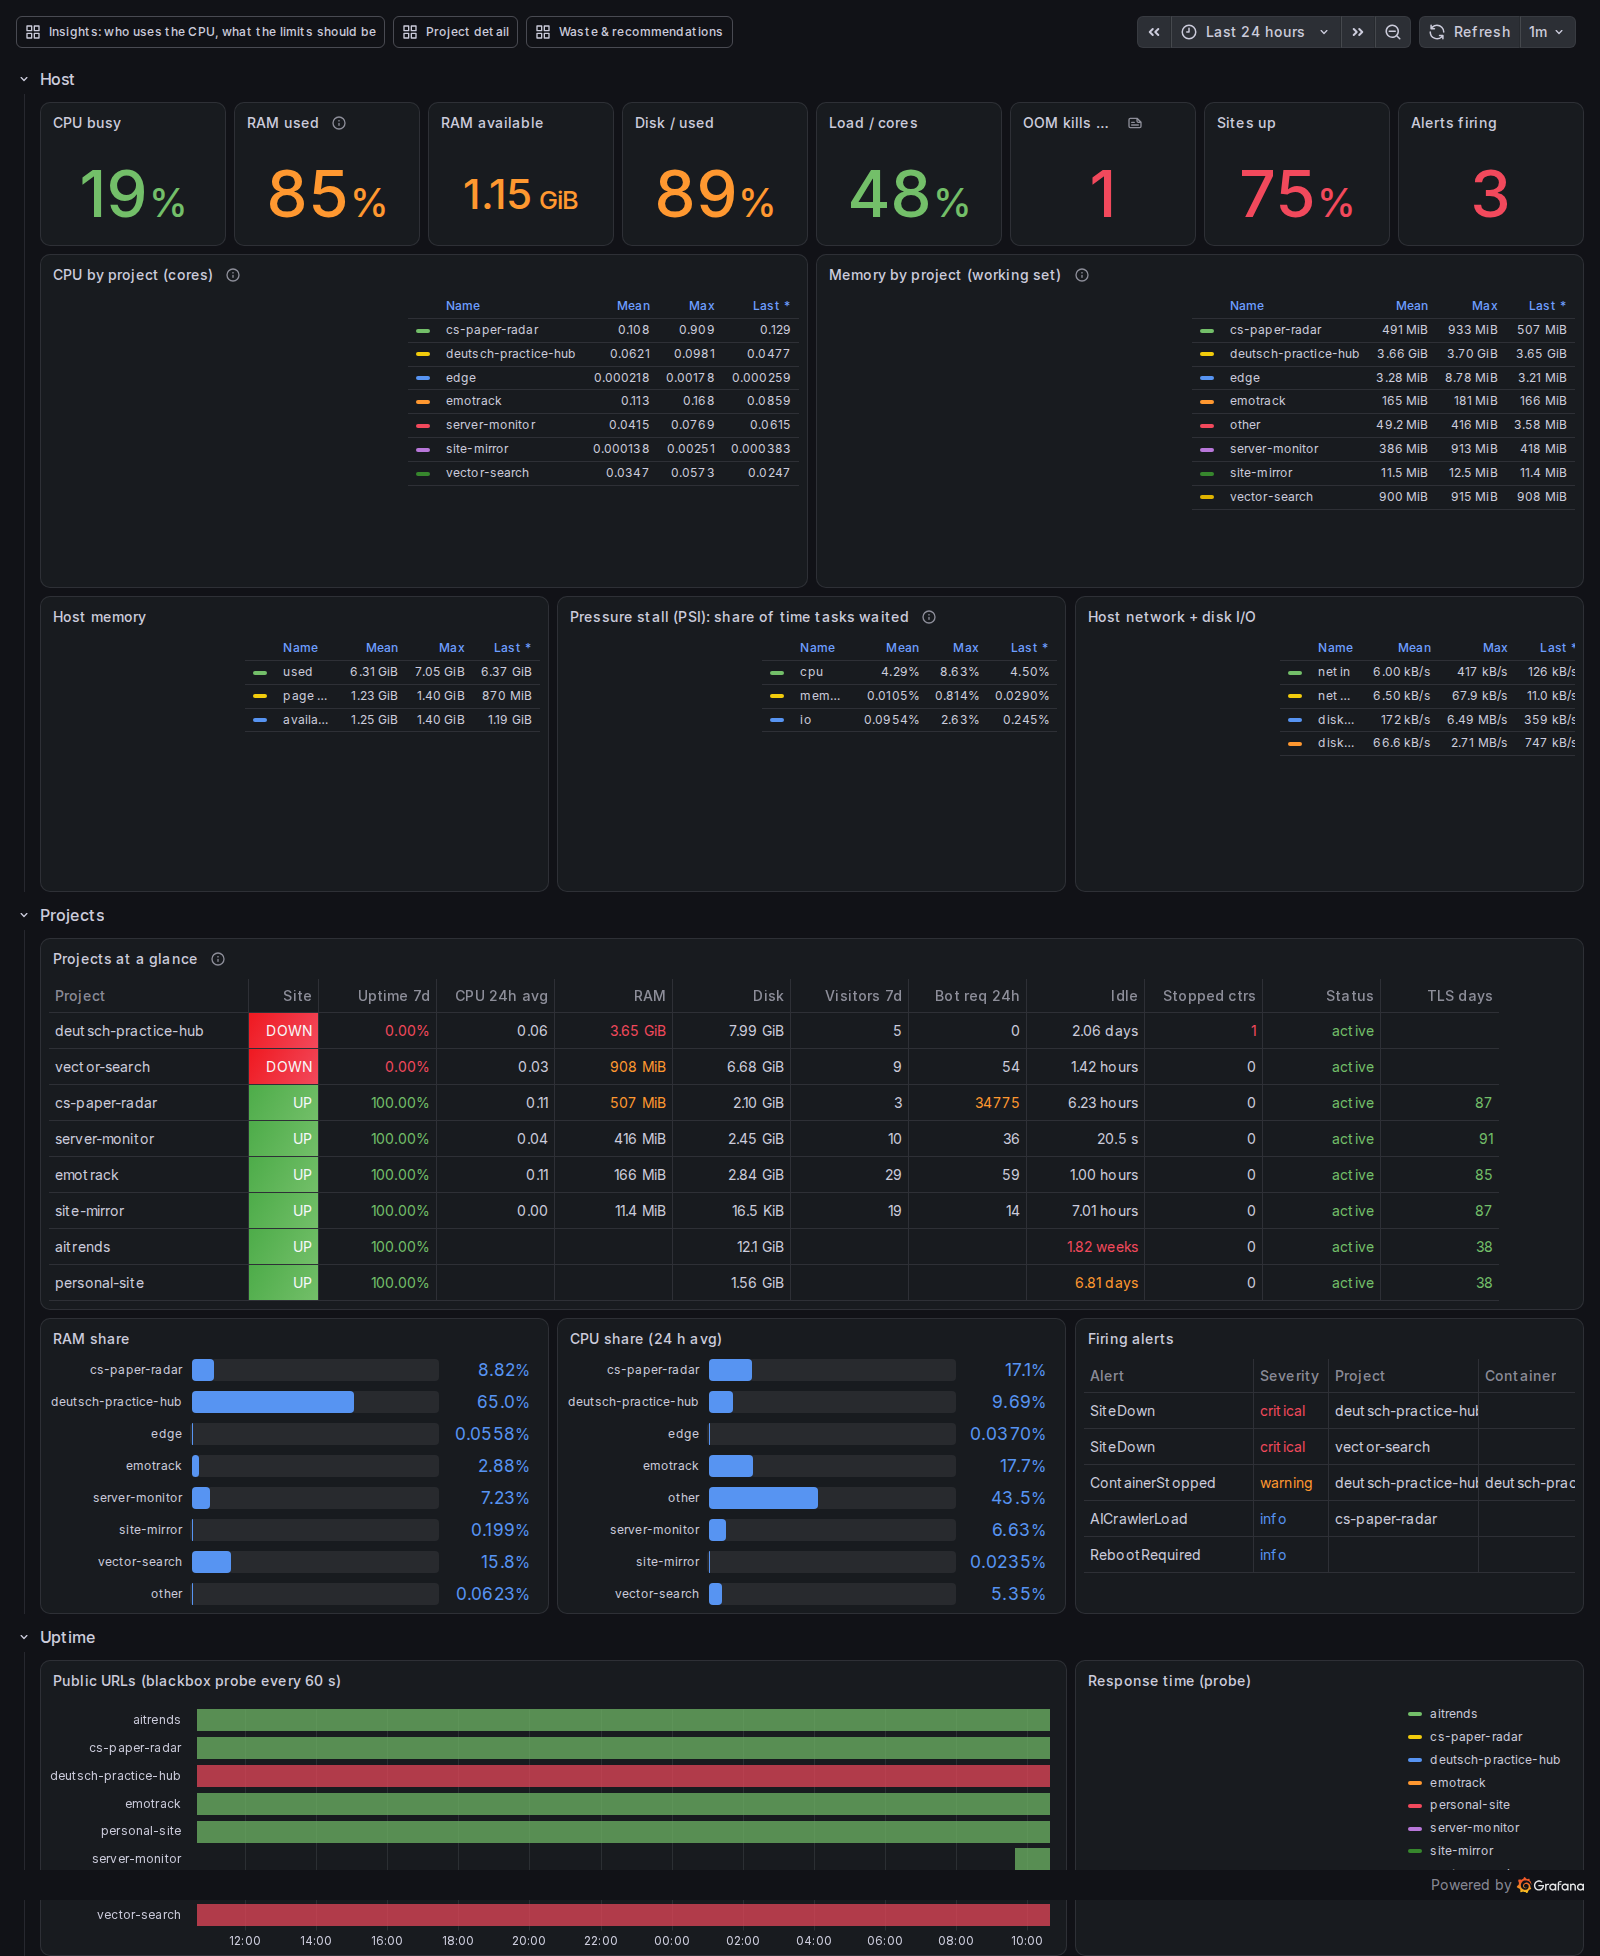 Insights: who uses the CPU, what the limits should be Project detail Waste & recommendations Last 24 hours Refresh 1m
Host
CPU busy RAM used RAM available Disk / used Load / cores OOM kills ... Sites up Alerts firing
19% 85% 1.15 GiB 89% 48% 1 75% 3
CPU by project (cores)
Name Mean Max Last *
cs-paper-radar 0.108 0.909 0.129
deutsch-practice-hub 0.0621 0.0981 0.0477
edge 0.000218 0.00178 0.000259
emotrack 0.113 0.168 0.0859
server-monitor 0.0415 0.0769 0.0615
site-mirror 0.000138 0.00251 0.000383
vector-search 0.0347 0.0573 0.0247
Memory by project (working set)
Name Mean Max Last *
cs-paper-radar 491 MiB 933 MiB 507 MiB
deutsch-practice-hub 3.66 GiB 3.70 GiB 3.65 GiB
edge 3.28 MiB 8.78 MiB 3.21 MiB
emotrack 165 MiB 181 MiB 166 MiB
other 49.2 MiB 416 MiB 3.58 MiB
server-monitor 386 MiB 913 MiB 418 MiB
site-mirror 11.5 MiB 12.5 MiB 11.4 MiB
vector-search 900 MiB 915 MiB 908 MiB
Host memory
Name Mean Max Last *
used 6.31 GiB 7.05 GiB 6.37 GiB
page ... 1.23 GiB 1.40 GiB 870 MiB
availa... 1.25 GiB 1.40 GiB 1.19 GiB
Pressure stall (PSI): share of time tasks waited
Name Mean Max Last *
cpu 4.29% 8.63% 4.50%
mem... 0.0105% 0.814% 0.0290%
io 0.0954% 2.63% 0.245%
Host network + disk I/O
Name Mean Max Last *
net in 6.00 kB/s 417 kB/s 126 kB/s
net ... 6.50 kB/s 67.9 kB/s 11.0 kB/s
disk... 172 kB/s 6.49 MB/s 359 kB/s
disk... 66.6 kB/s 2.71 MB/s 747 kB/s
Projects
Projects at a glance
Project Site Uptime 7d CPU 24h avg RAM Disk Visitors 7d Bot req 24h Idle Stopped ctrs Status TLS days
deutsch-practice-hub DOWN 0.00% 0.06 3.65 GiB 7.99 GiB 5 0 2.06 days 1 active
vector-search DOWN 0.00% 0.03 908 MiB 6.68 GiB 9 54 1.42 hours 0 active
cs-paper-radar UP 100.00% 0.11 507 MiB 2.10 GiB 3 34775 6.23 hours 0 active 87
server-monitor UP 100.00% 0.04 416 MiB 2.45 GiB 10 36 20.5 s 0 active 91
emotrack UP 100.00% 0.11 166 MiB 2.84 GiB 29 59 1.00 hours 0 active 85
site-mirror UP 100.00% 0.00 11.4 MiB 16.5 KiB 19 14 7.01 hours 0 active 87
aitrends UP 100.00% 12.1 GiB 1.82 weeks 0 active 38
personal-site UP 100.00% 1.56 GiB 6.81 days 0 active 38
RAM share
cs-paper-radar 8.82%
deutsch-practice-hub 65.0%
edge 0.0558%
emotrack 2.88%
server-monitor 7.23%
site-mirror 0.199%
vector-search 15.8%
other 0.0623%
CPU share (24 h avg)
cs-paper-radar 17.1%
deutsch-practice-hub 9.69%
edge 0.0370%
emotrack 17.7%
other 43.5%
server-monitor 6.63%
site-mirror 0.0235%
vector-search 5.35%
Firing alerts
Alert Severity Project Container
SiteDown critical deutsch-practice-hub
SiteDown critical vector-search
ContainerStopped warning deutsch-practice-hub deutsch-prac
AICrawlerLoad info cs-paper-radar
RebootRequired info
Uptime
Public URLs (blackbox probe every 60 s)
aitrends
cs-paper-radar
deutsch-practice-hub
emotrack
personal-site
server-monitor
vector-search
12:00 14:00 16:00 18:00 20:00 22:00 00:00 02:00 04:00 06:00 08:00 10:00
Response time (probe)
aitrends
cs-paper-radar
deutsch-practice-hub
emotrack
personal-site
server-monitor
site-mirror
Powered by Grafana